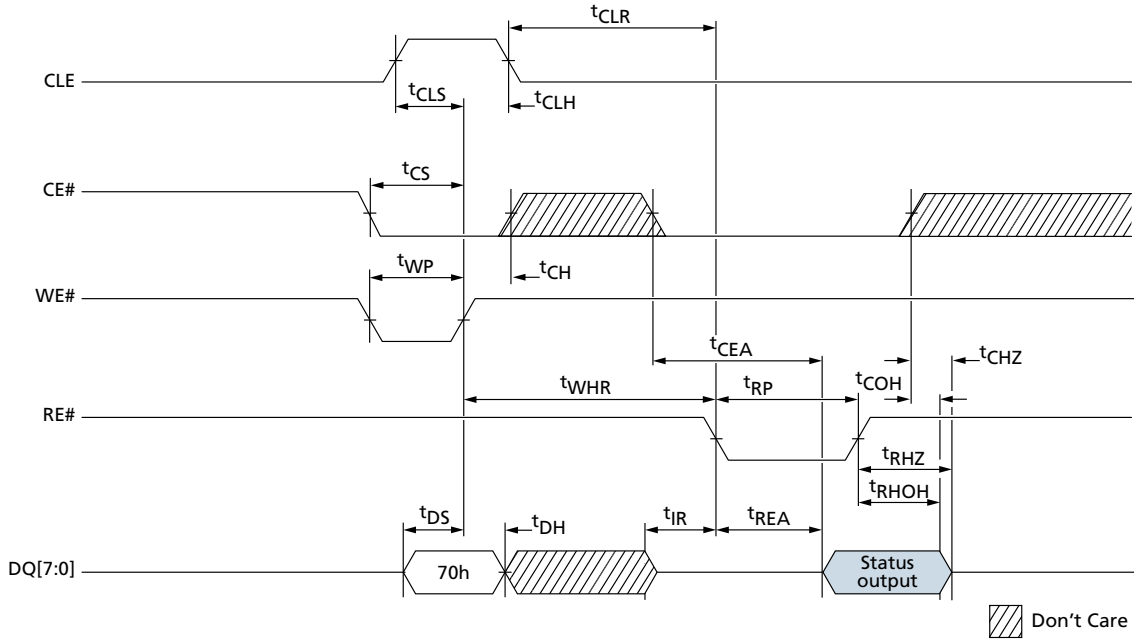 tCLR
CLE
tCLS
tCLH
tCS
CE#
tWP
tCH
WE#
tCEA
tCHZ
tWHR
tRP
tCOH
RE#
tRHZ
tRHOH
tDS
tDH
tIR
tREA
DQ[7:0]
70h
Status
output
Don't Care